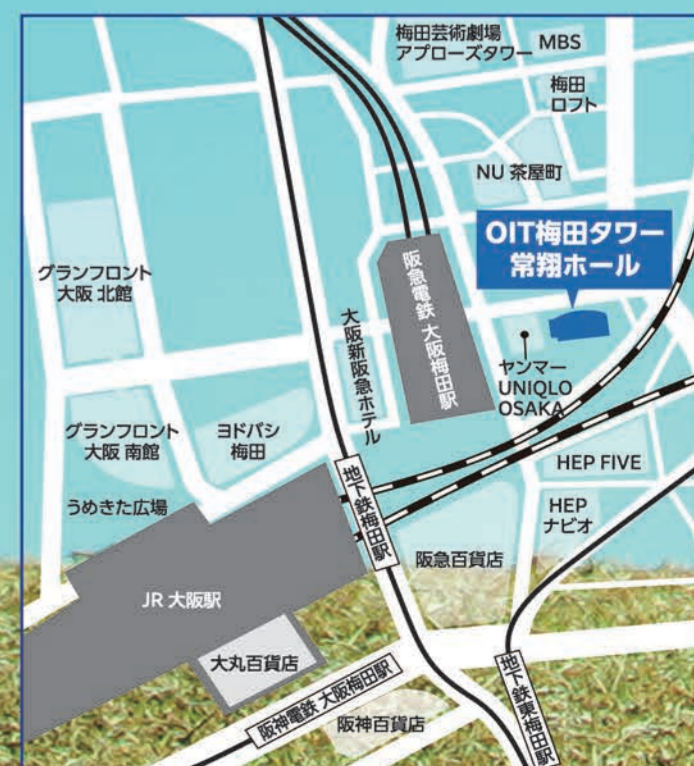 梅田芸術劇場
アプローズタワー
MBS
梅田
ロフト
NU 茶屋町
OIT梅田タワー
常翔ホール
グランフロント
大阪 北館
阪急電鉄 大阪梅田駅
大阪新阪急ホテル
ヤンマー
UNIQLO
OSAKA
グランフロント
大阪 南館
ヨドバシ
梅田
HEP FIVE
うめきた広場
地下鉄梅田駅
HEP
ナビオ
阪急百貨店
JR 大阪駅
大丸百貨店
阪神電鉄 大阪梅田駅
地下鉄東梅田駅
阪神百貨店